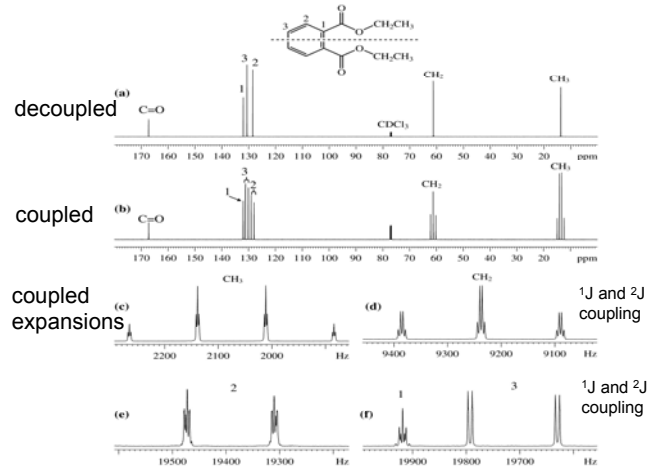 O
OCH₂CH₃
3 2 1
OCH₂CH₃
O
decoupled
(a)
C=O
1 3 2
CDCl₃
CH₂
CH₃
170 160 150 140 130 120 110 100 90 80 70 60 50 40 30 20 10 ppm
coupled
(b)
C=O
1 3 2
CH₂
CH₃
170 160 150 140 130 120 110 100 90 80 70 60 50 40 30 20 10 ppm
coupled
expansions
(c)
CH₃
2200 2100 2000 Hz
(d)
CH₂
¹J and ²J
coupling
9400 9300 9200 9100 Hz
(e)
2
19500 19400 19300 Hz
(f)
1 3
¹J and ²J
coupling
19900 19800 19700 Hz